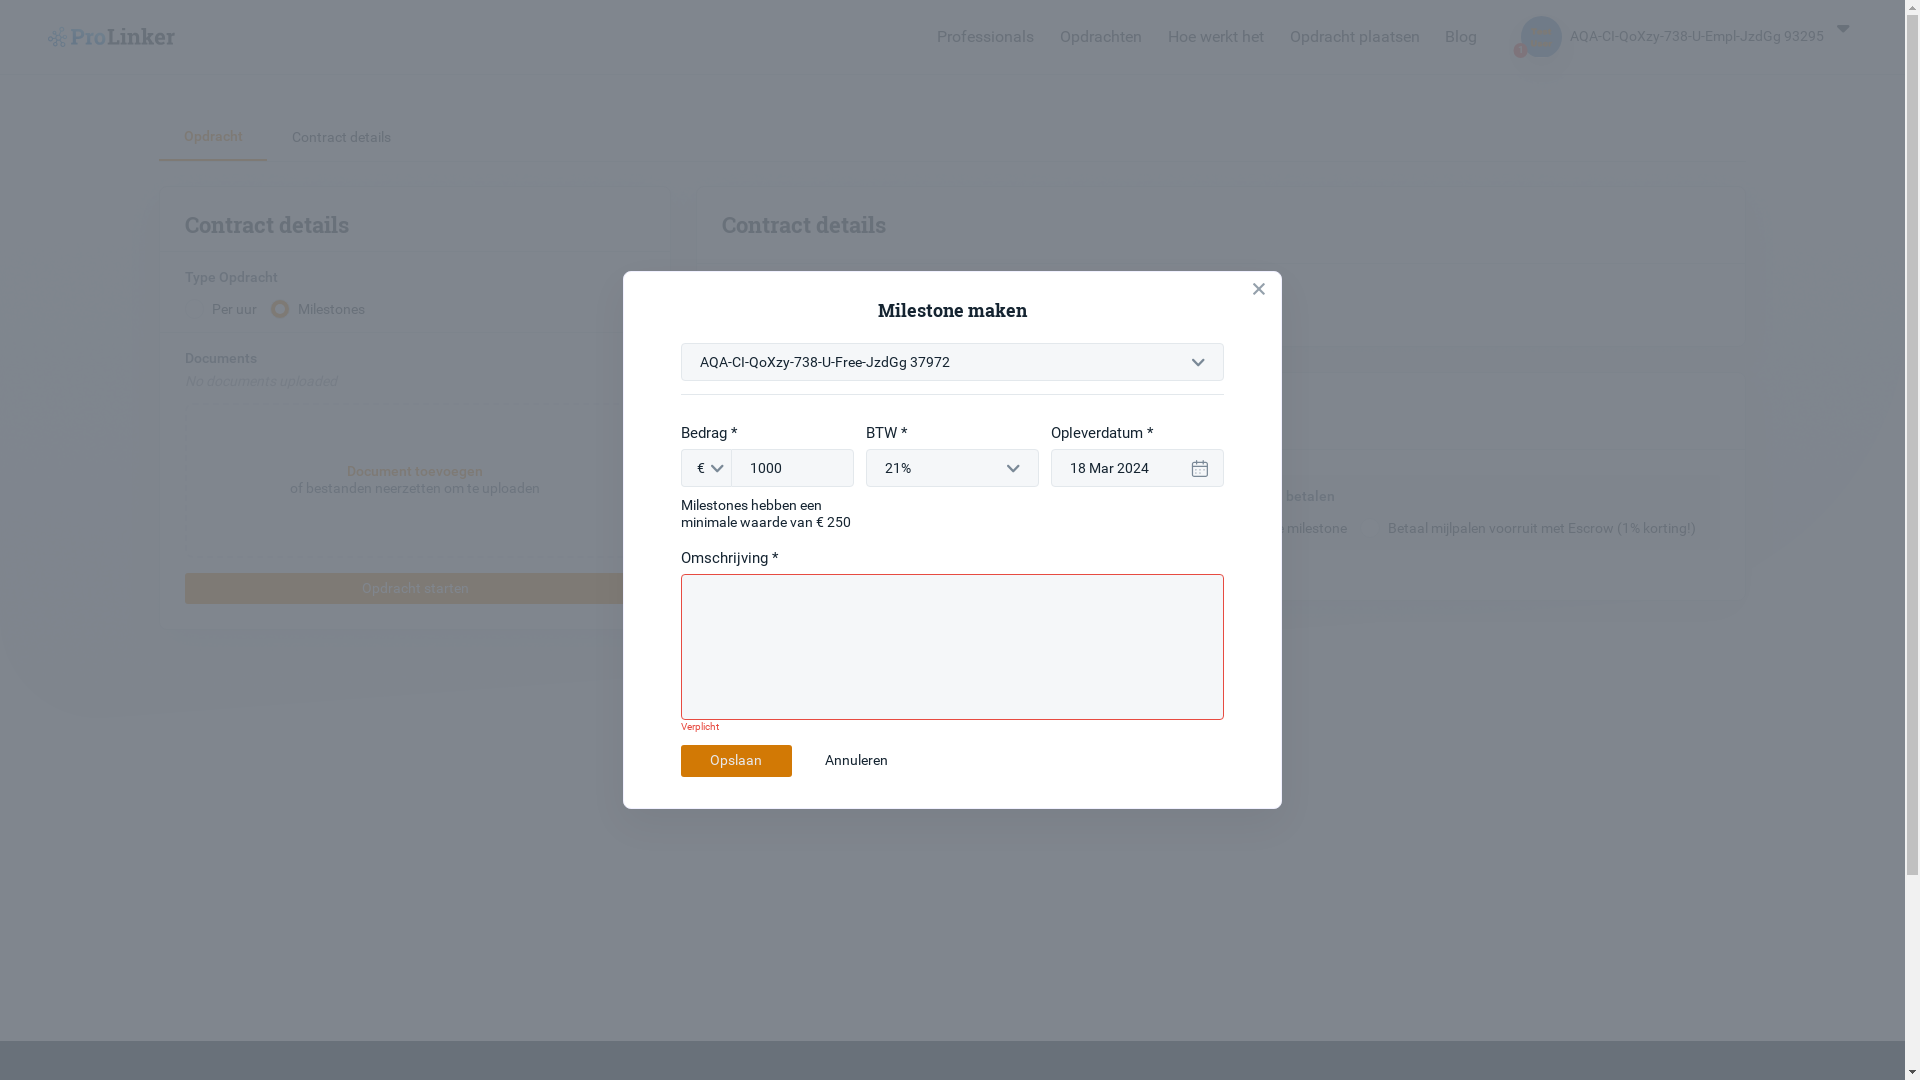 ProLinker
Professionals Opdrachten Hoe werkt het Opdracht plaatsen Blog
1 AQA-CI-QoXzy-738-U-Empl-JzdGg 93295
Opdracht Contract details
Contract details
Type Opdracht
Per uur Milestones
Documents
No documents uploaded
Document toevoegen
of bestanden neerzetten om te uploaden
Opdracht starten
Contract details
betalen
milestone Betaal mijlpalen voorruit met Escrow (1% korting!)
Milestone maken
AQA-CI-QoXzy-738-U-Free-JzdGg 37972
Bedrag * BTW * Opleverdatum *
€ 1000 21% 18 Mar 2024
Milestones hebben een
minimale waarde van € 250
Omschrijving *
Verplicht
Opslaan Annuleren